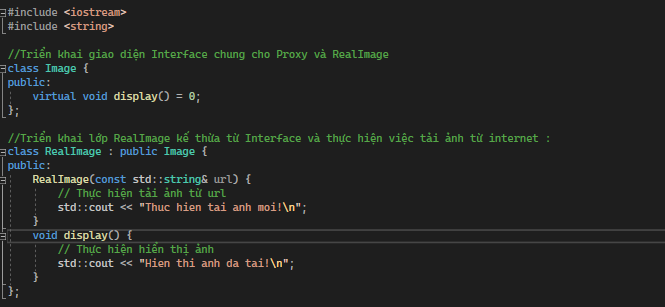 #include <iostream>
#include <string>
//Triển khai giao diện Interface chung cho Proxy và RealImage
class Image {
public:
virtual void display() = 0;
};
//Triển khai lớp RealImage kế thừa từ Interface và thực hiện việc tải ảnh từ internet :
class RealImage : public Image {
public:
RealImage(const std::string& url) {
// Thực hiện tải ảnh từ url
std::cout << "Thuc hien tai anh moi!\n";
}
void display() {
// Thực hiện hiển thị ảnh
std::cout << "Hien thi anh da tai!\n";
}
};